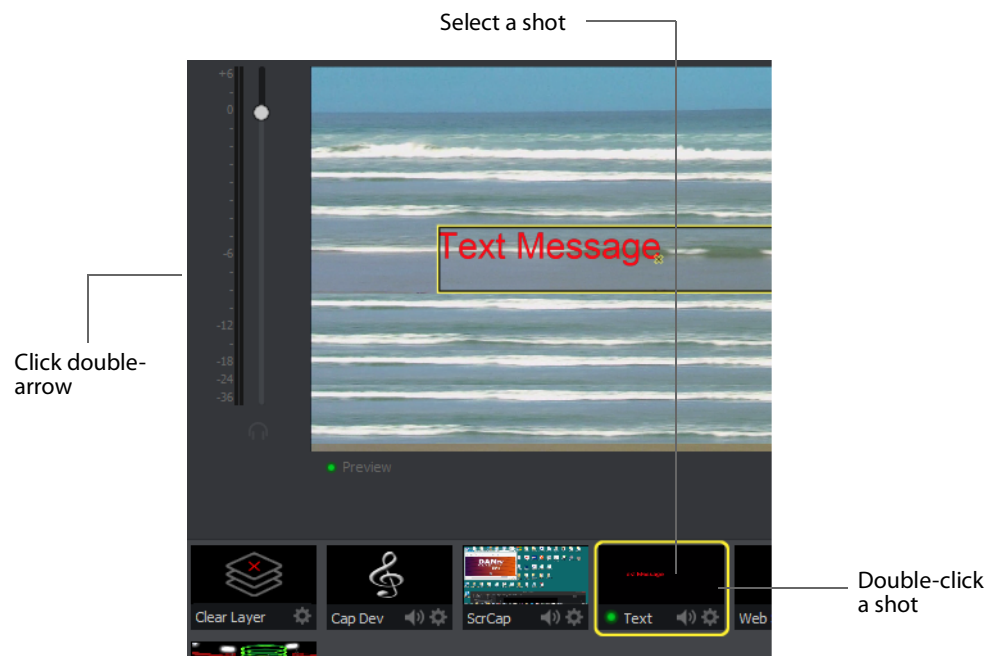 Select a shot
+6
0
Text Message
-6
Click double-
arrow
-12
-18
-24
-36
Preview
Clear Layer
Cap Dev
ScrCap
Text
Web
Double-click
a shot